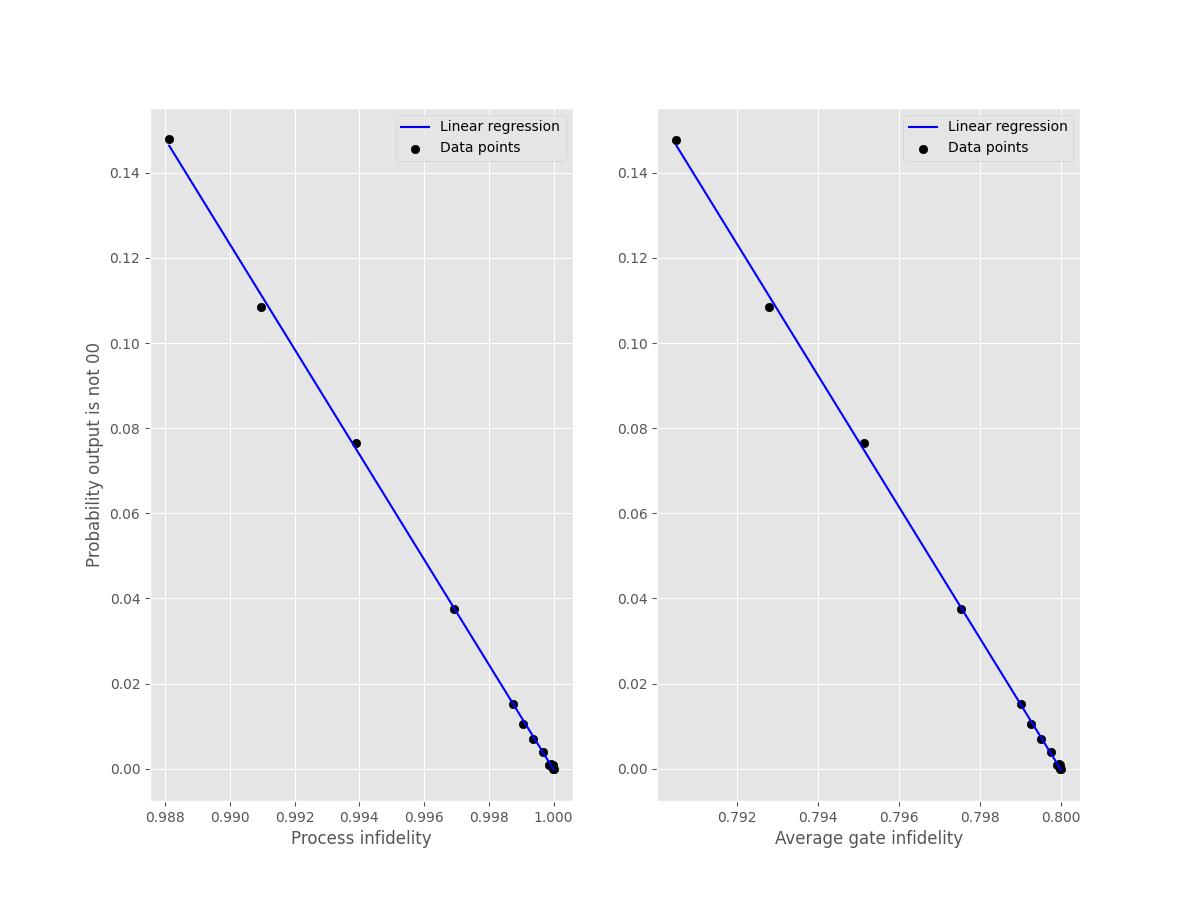 Linear regression
Data points
0.14
0.12
0.10
0.08
0.06
0.04
0.02
0.00
Probability output is not 00
0.988 0.990 0.992 0.994 0.996 0.998 1.000
Process infidelity
Linear regression
Data points
0.14
0.12
0.10
0.08
0.06
0.04
0.02
0.00
0.792 0.794 0.796 0.798 0.800
Average gate infidelity